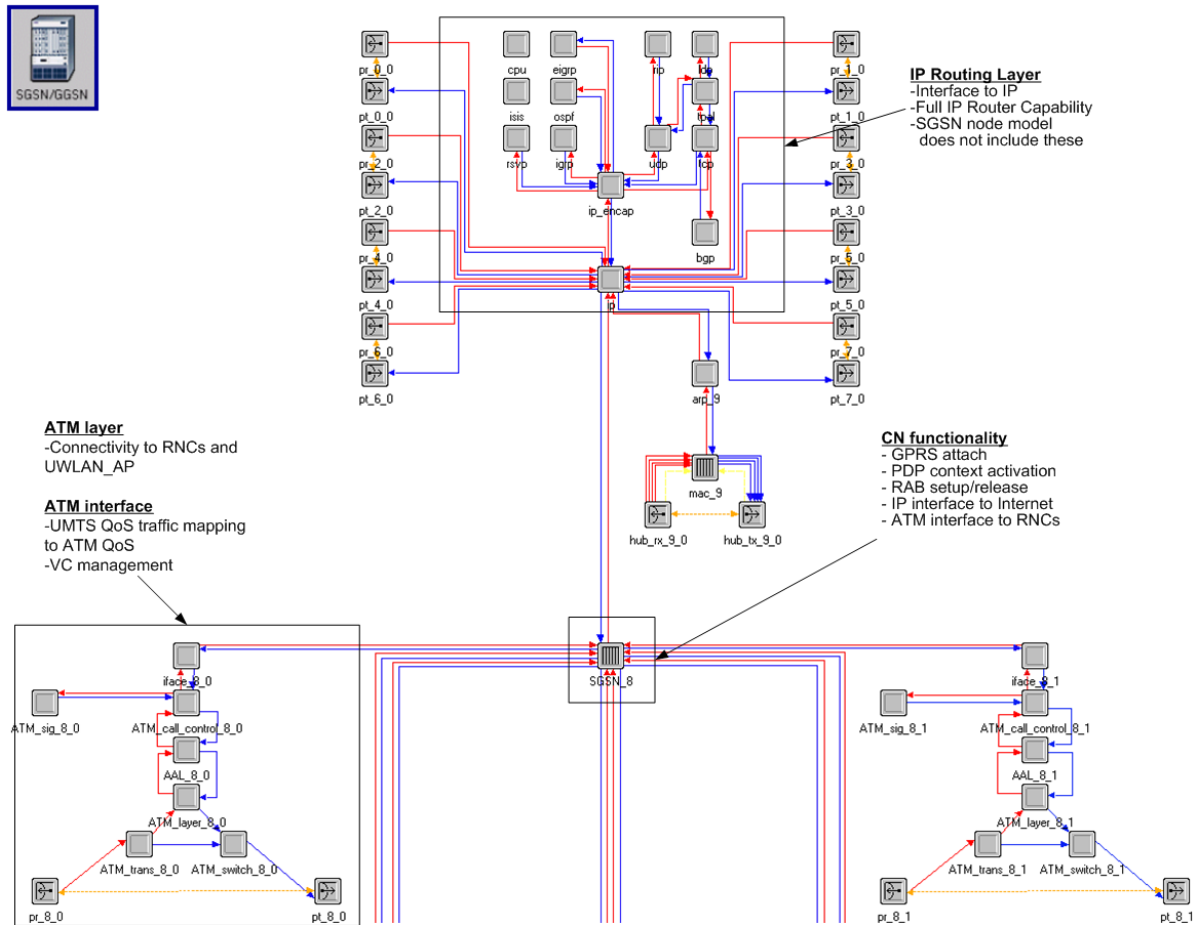 SGSN/GGSN
pr_0_0
pt_0_0
pr_2_0
pt_2_0
pr_4_0
pt_4_0
pr_6_0
pt_6_0
cpu
eigrp
rip
ldp
isis
ospf
tpal
rsvp
igrp
udp
tcp
ip_encap
bgp
ip
pr_1_0
pt_1_0
pr_3_0
pt_3_0
pr_5_0
pt_5_0
pr_7_0
pt_7_0
IP Routing Layer
-Interface to IP
-Full IP Router Capability
-SGSN node model
does not include these
arp_9
mac_9
hub_rx_9_0
hub_tx_9_0
ATM layer
-Connectivity to RNCs and
UWLAN_AP
ATM interface
-UMTS QoS traffic mapping
to ATM QoS
-VC management
CN functionality
- GPRS attach
- PDP context activation
- RAB setup/release
- IP interface to Internet
- ATM interface to RNCs
SGSN_8
iface_8_0
ATM_sig_8_0
ATM_call_control_8_0
AAL_8_0
ATM_layer_8_0
ATM_trans_8_0
ATM_switch_8_0
pr_8_0
pt_8_0
iface_8_1
ATM_sig_8_1
ATM_call_control_8_1
AAL_8_1
ATM_layer_8_1
ATM_trans_8_1
ATM_switch_8_1
pr_8_1
pt_8_1